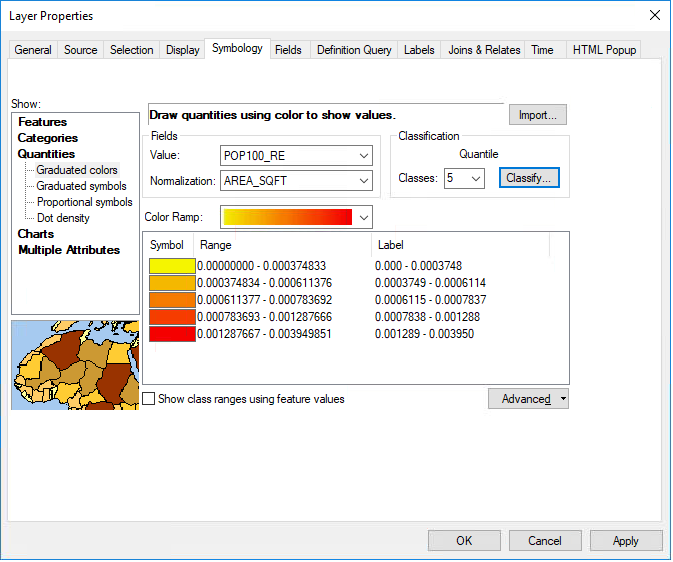 Layer Properties
General Source Selection Display Symbology Fields Definition Query Labels Joins & Relates Time HTML Popup
Show:
Features
Categories
Quantities
Graduated colors
Graduated symbols
Proportional symbols
Dot density
Charts
Multiple Attributes
Draw quantities using color to show values.
Import...
Fields
Value: POP100_RE
Normalization: AREA_SQFT
Classification
Quantile
Classes: 5 Classify...
Color Ramp:
Symbol Range Label
0.00000000 - 0.000374833 0.000 - 0.0003748
0.000374834 - 0.000611376 0.0003749 - 0.0006114
0.000611377 - 0.000783692 0.0006115 - 0.0007837
0.000783693 - 0.001287666 0.0007838 - 0.001288
0.001287667 - 0.003949851 0.001289 - 0.003950
Show class ranges using feature values
Advanced
OK Cancel Apply